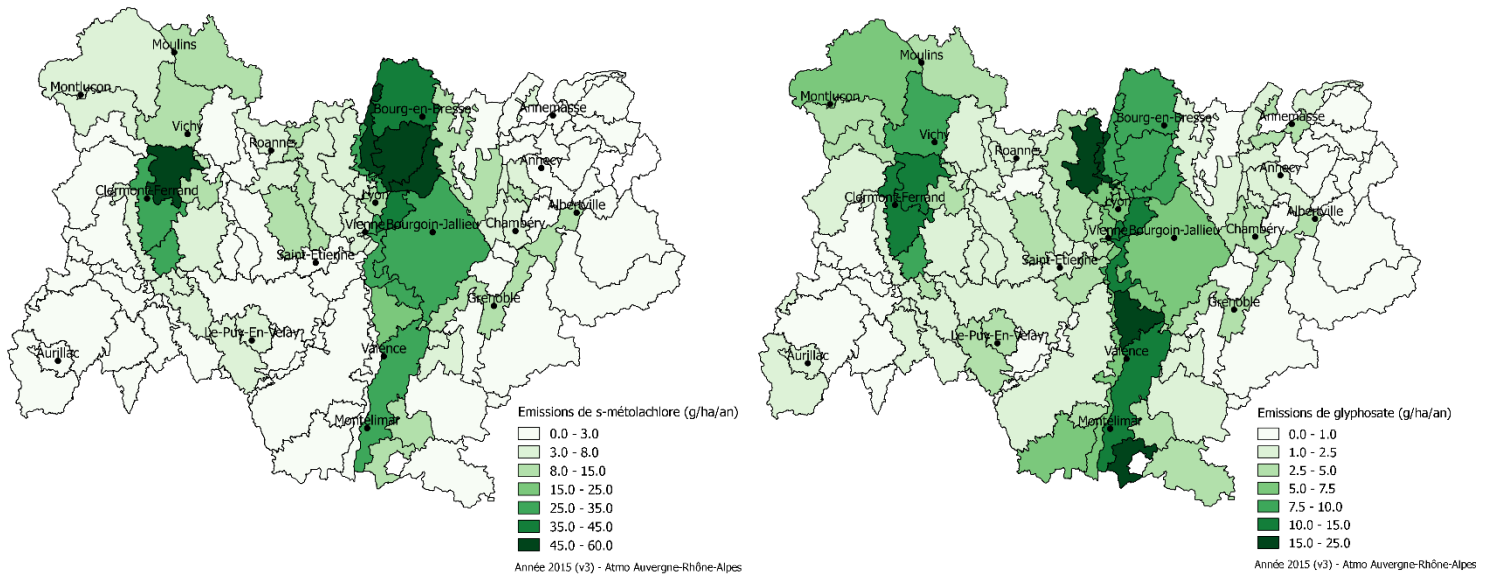 Moulins
Montluçon
Vichy
Roanne
Clermont-Ferrand
Bourg-en-Bresse
Annemasse
Annecy
Lyon
Albertville
Vienne
Bourgoin-Jallieu
Chambéry
Saint-Etienne
Grenoble
Le-Puy-En-Velay
Aurillac
Valence
Montélimar
Emissions de s-métolachlore (g/ha/an)
0.0 - 3.0
3.0 - 8.0
8.0 - 15.0
15.0 - 25.0
25.0 - 35.0
35.0 - 45.0
45.0 - 60.0
Année 2015 (v3) - Atmo Auvergne-Rhône-Alpes
Moulins
Montluçon
Vichy
Roanne
Clermont-Ferrand
Bourg-en-Bresse
Annemasse
Annecy
Lyon
Albertville
Vienne
Bourgoin-Jallieu
Chambéry
Saint-Etienne
Grenoble
Le-Puy-En-Velay
Aurillac
Valence
Montélimar
Emissions de glyphosate (g/ha/an)
0.0 - 1.0
1.0 - 2.5
2.5 - 5.0
5.0 - 7.5
7.5 - 10.0
10.0 - 15.0
15.0 - 25.0
Année 2015 (v3) - Atmo Auvergne-Rhône-Alpes